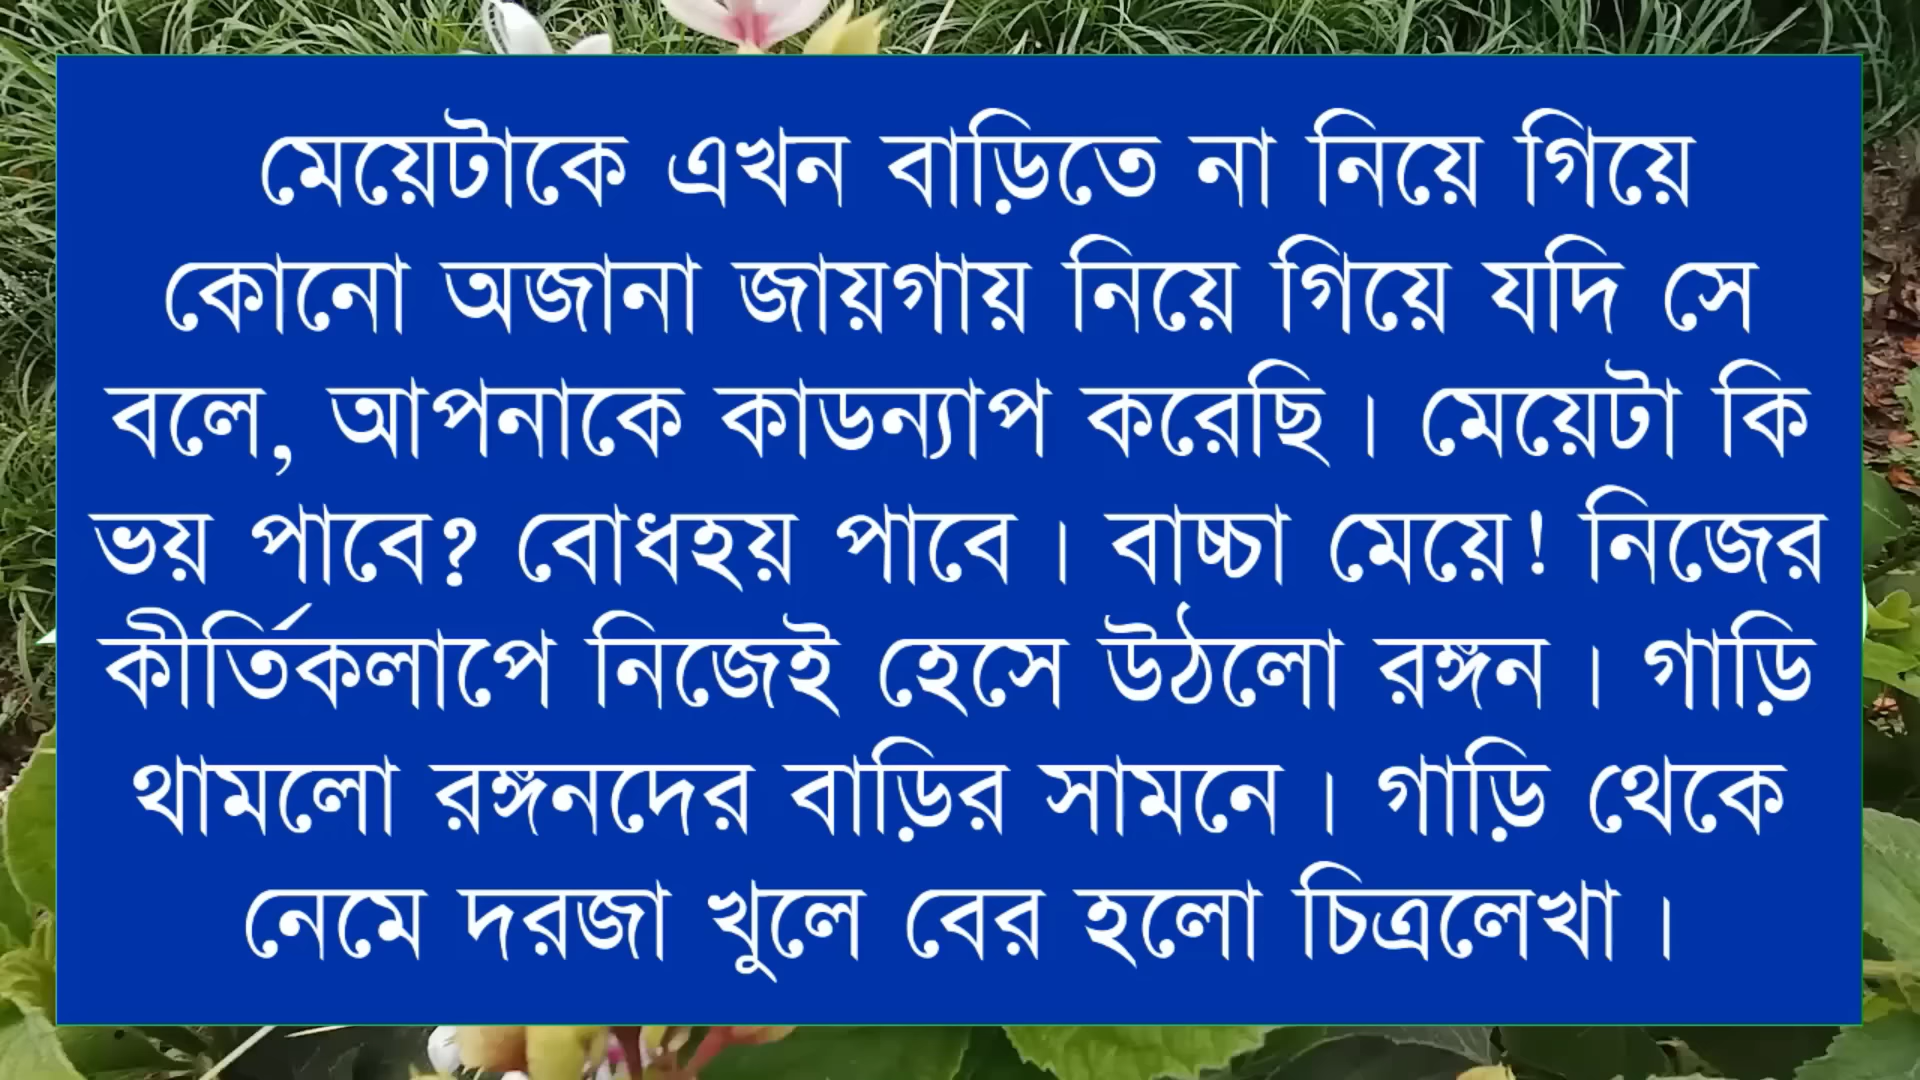 মেয়েটাকে এখন বাড়িতে না নিয়ে গিয়ে
কোনো অজানা জায়গায় নিয়ে গিয়ে যদি সে
বলে, আপনাকে কাডন্যাপ করেছি। মেয়েটা কি
ভয় পাবে? বোধহয় পাবে। বাচ্চা মেয়ে! নিজের
কীর্তিকলাপে নিজেই হেসে উঠলো রঙ্গন। গাড়ি
থামলো রঙ্গনদের বাড়ির সামনে। গাড়ি থেকে
নেমে দরজা খুলে বের হলো চিত্রলেখা।